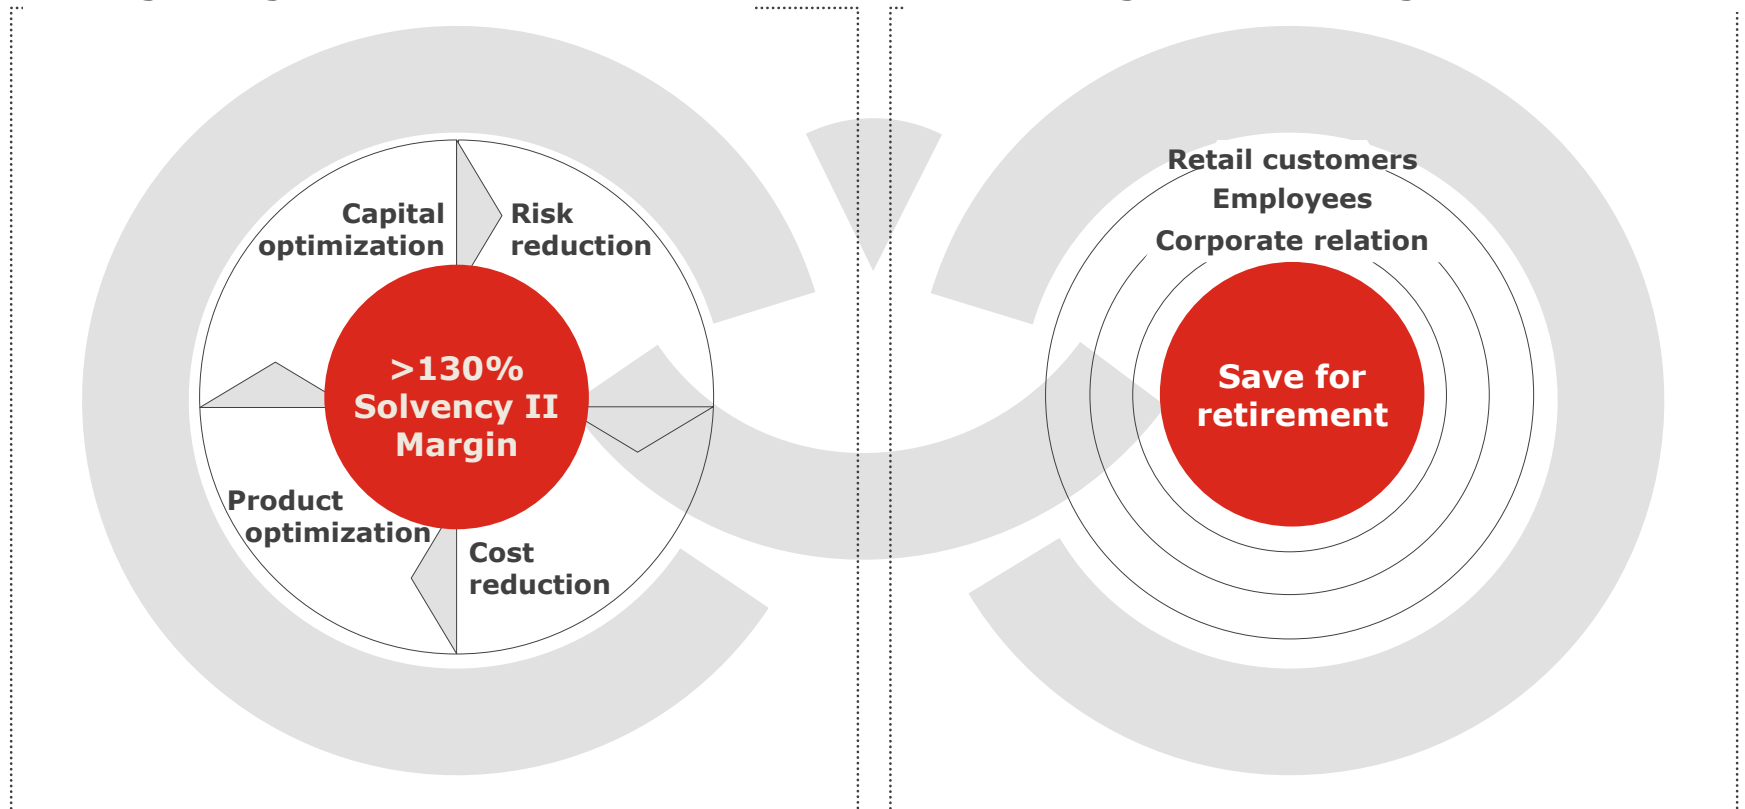 Capital
optimization
Risk
reduction
>130%
Solvency II
Margin
Product
optimization
Cost
reduction
Retail customers
Employees
Corporate relation
Save for
retirement